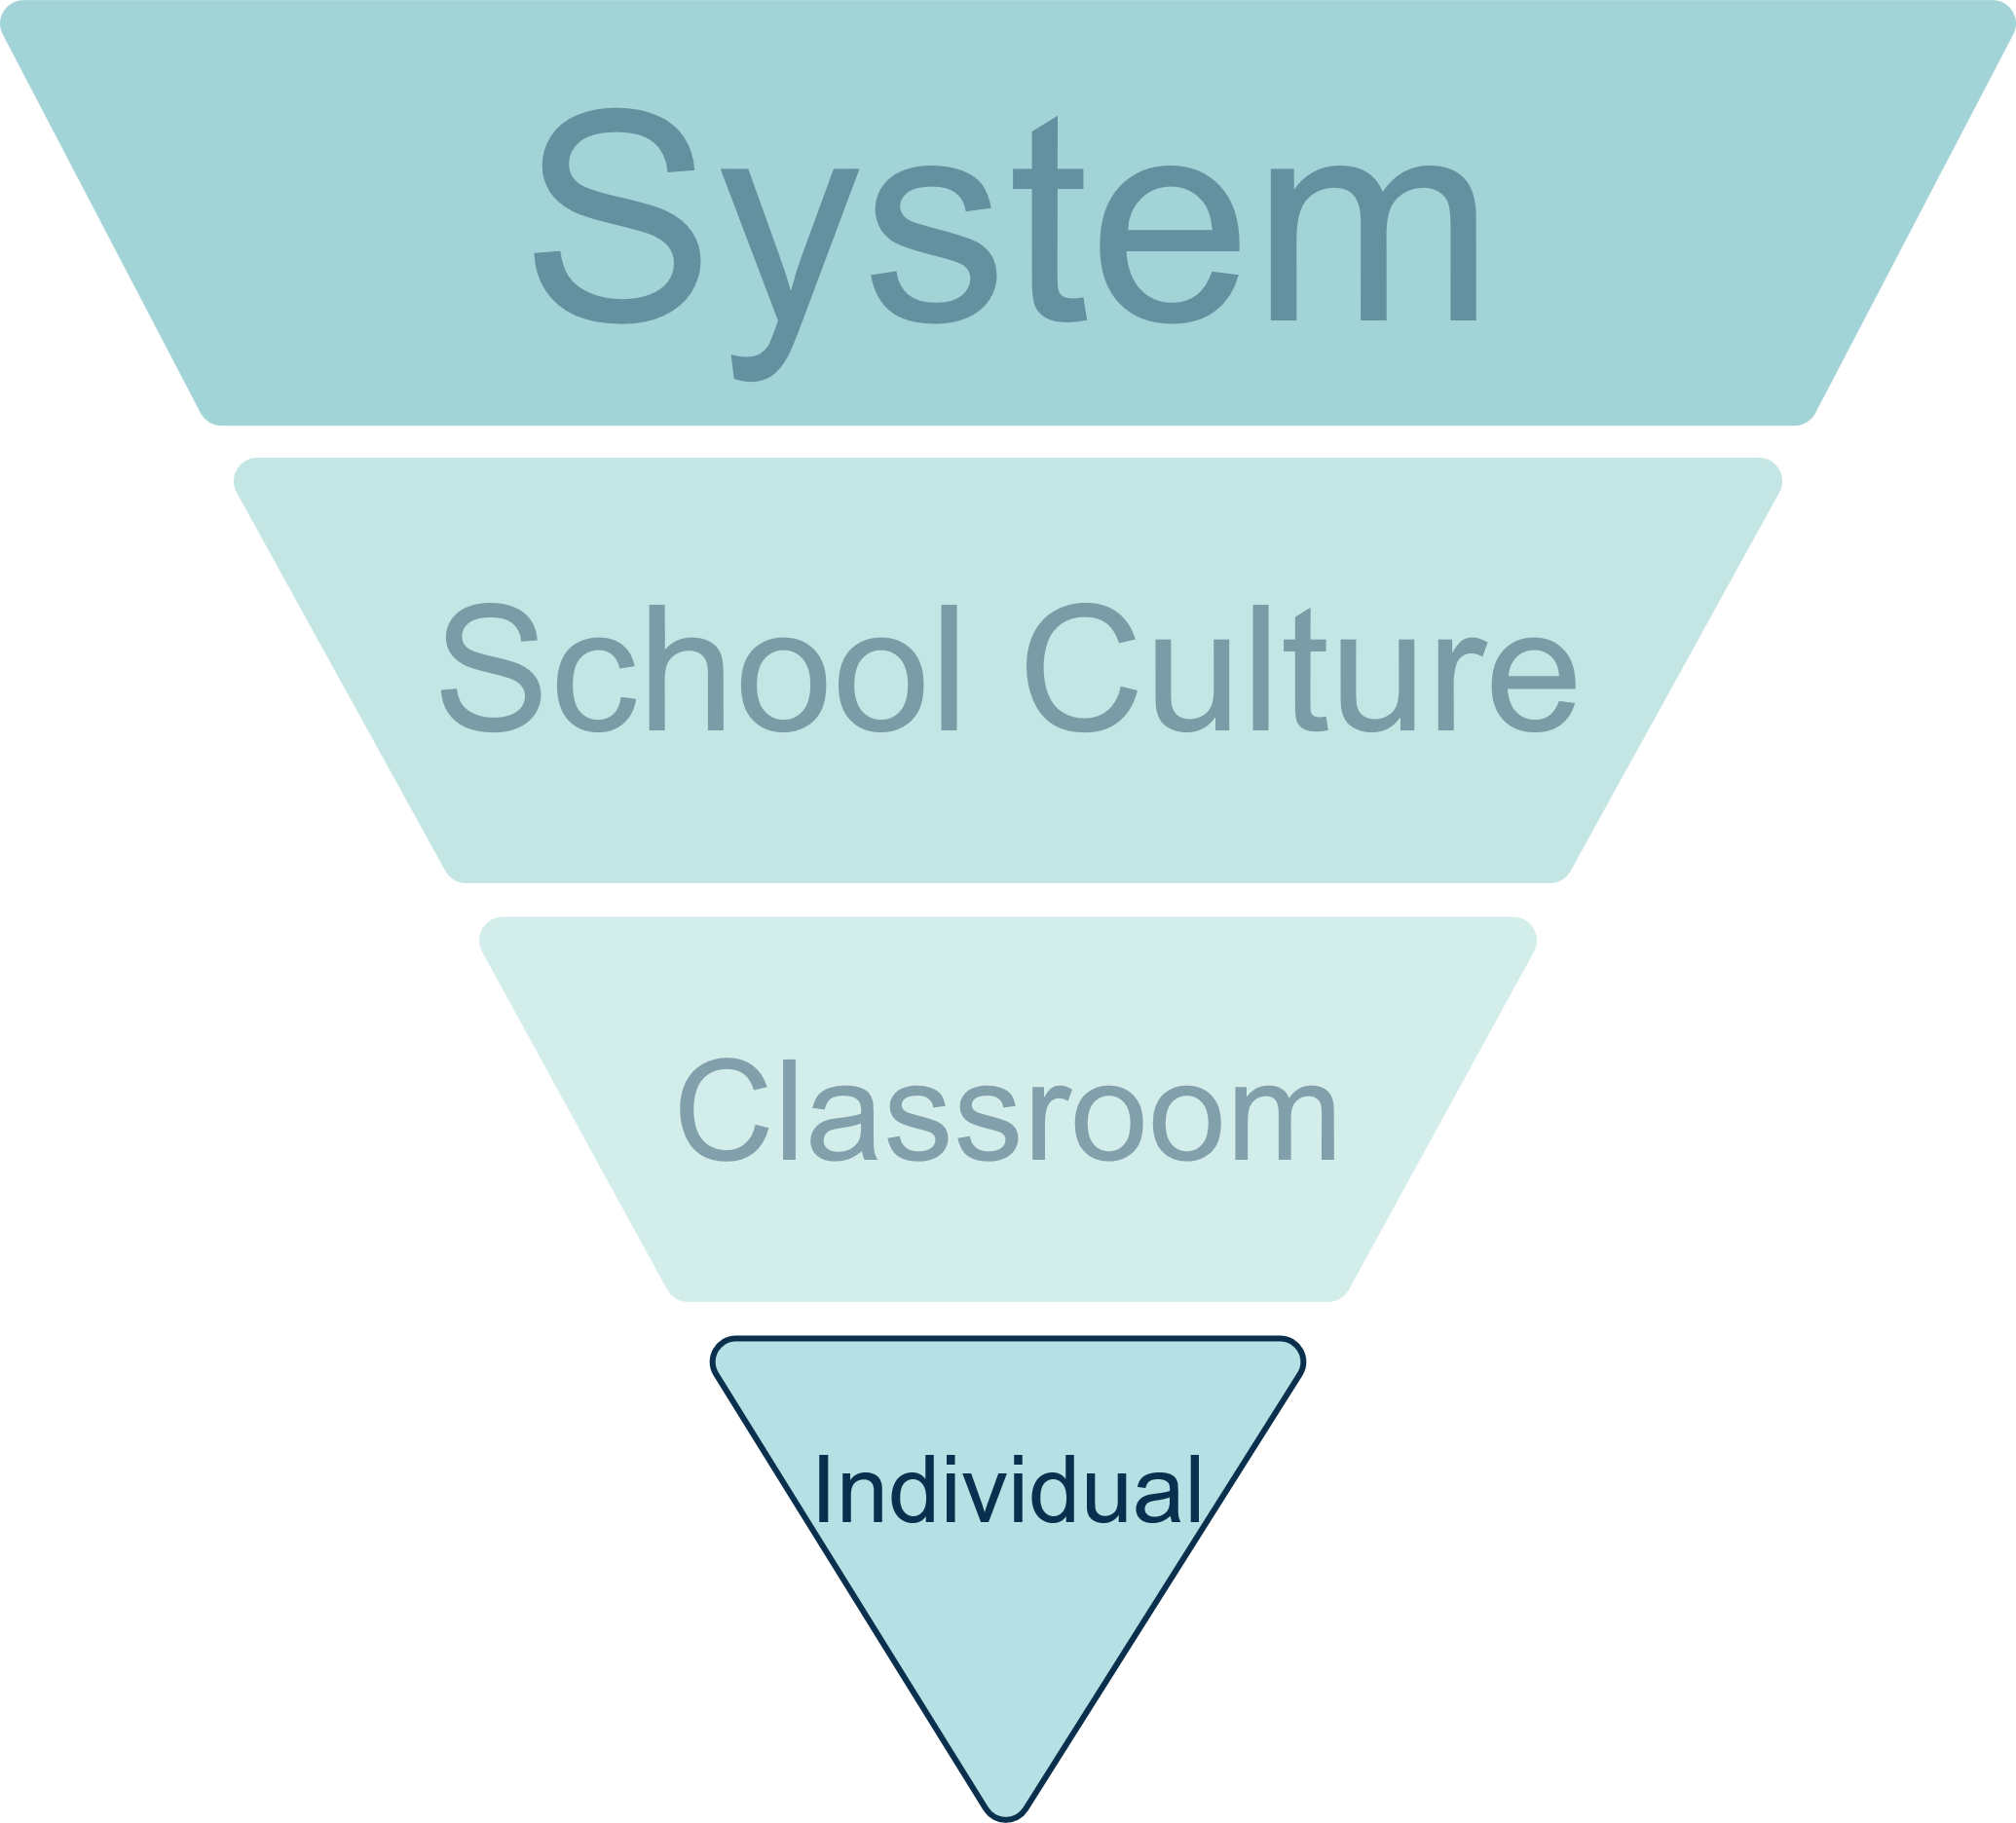 System
School Culture
Classroom
Individual